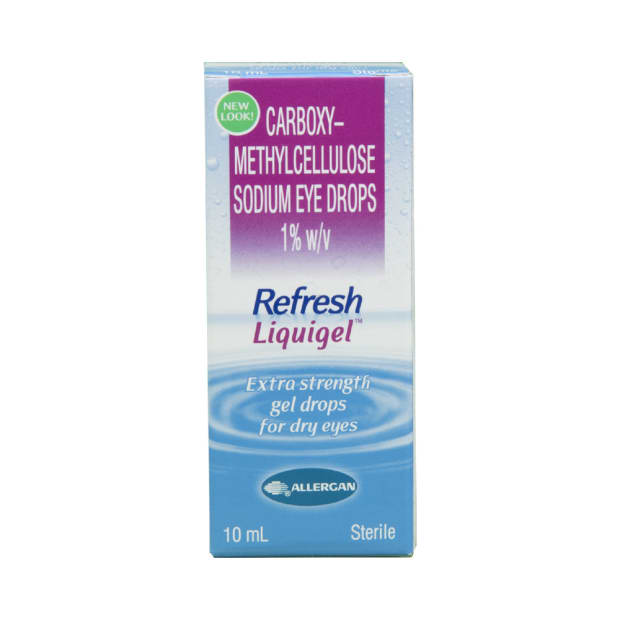 10 mL
NEW
LOOK!
CARBOXY–
METHYLCELLULOSE
SODIUM EYE DROPS
1% w/v
Refresh
Liquigel™
Extra strength
gel drops
for dry eyes
® ALLERGAN
10 mL
Sterile